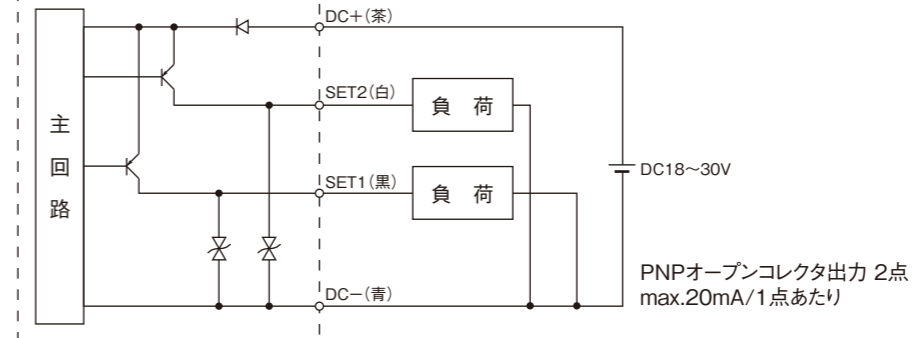 DC+(茶)
SET2(白)
負 荷
主回路
DC18〜30V
SET1(黒)
負 荷
DC−(青)
PNPオープンコレクタ出力 2点
max.20mA/1点あたり